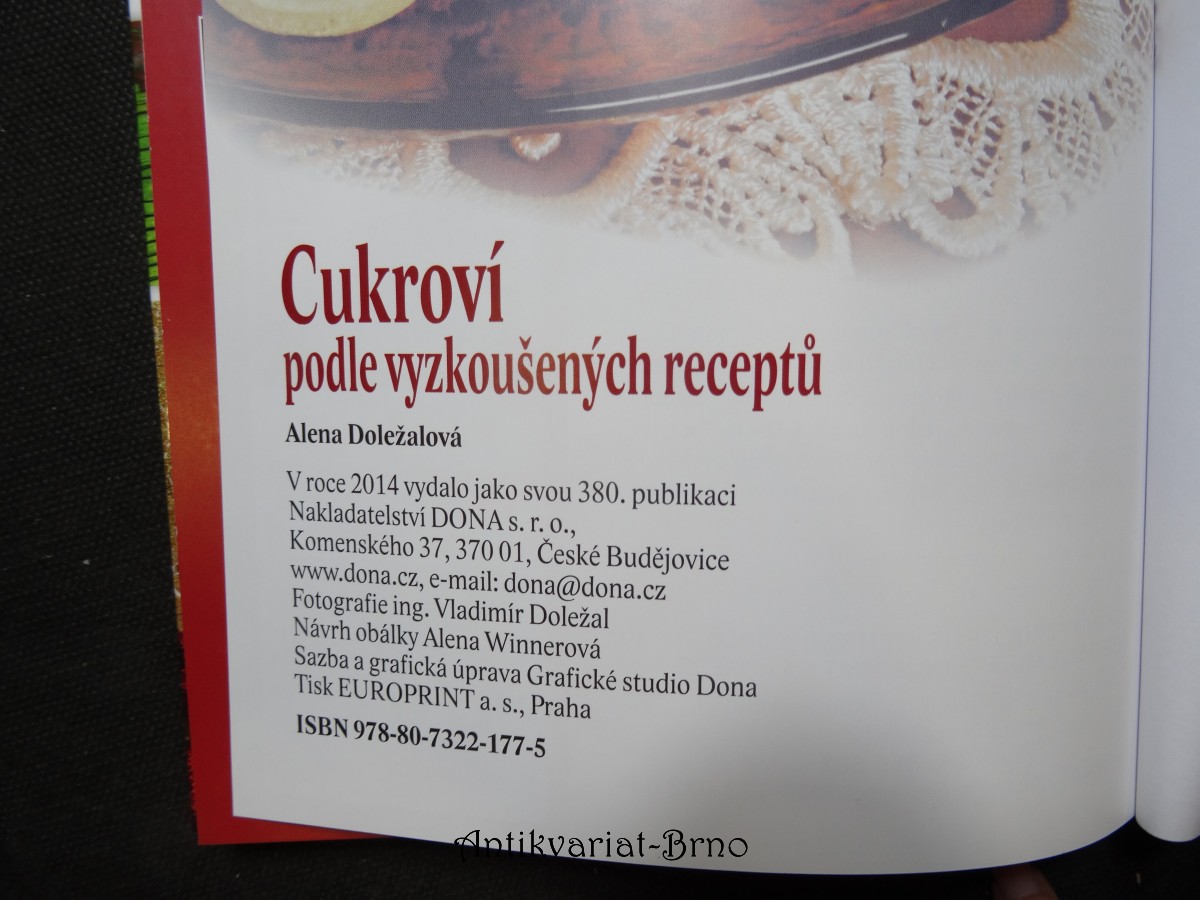 Cukroví
podle vyzkoušených receptů
Alena Doležalová
V roce 2014 vydalo jako svou 380. publikaci
Nakladatelství DONA s. r. o.,
Komenského 37, 370 01, České Budějovice
www.dona.cz, e-mail: dona@dona.cz
Fotografie ing. Vladimír Doležal
Návrh obálky Alena Winnerová
Sazba a grafická úprava Grafické studio Dona
Tisk EUROPRINT a. s., Praha
ISBN 978-80-7322-177-5
Antikvariat-Brno